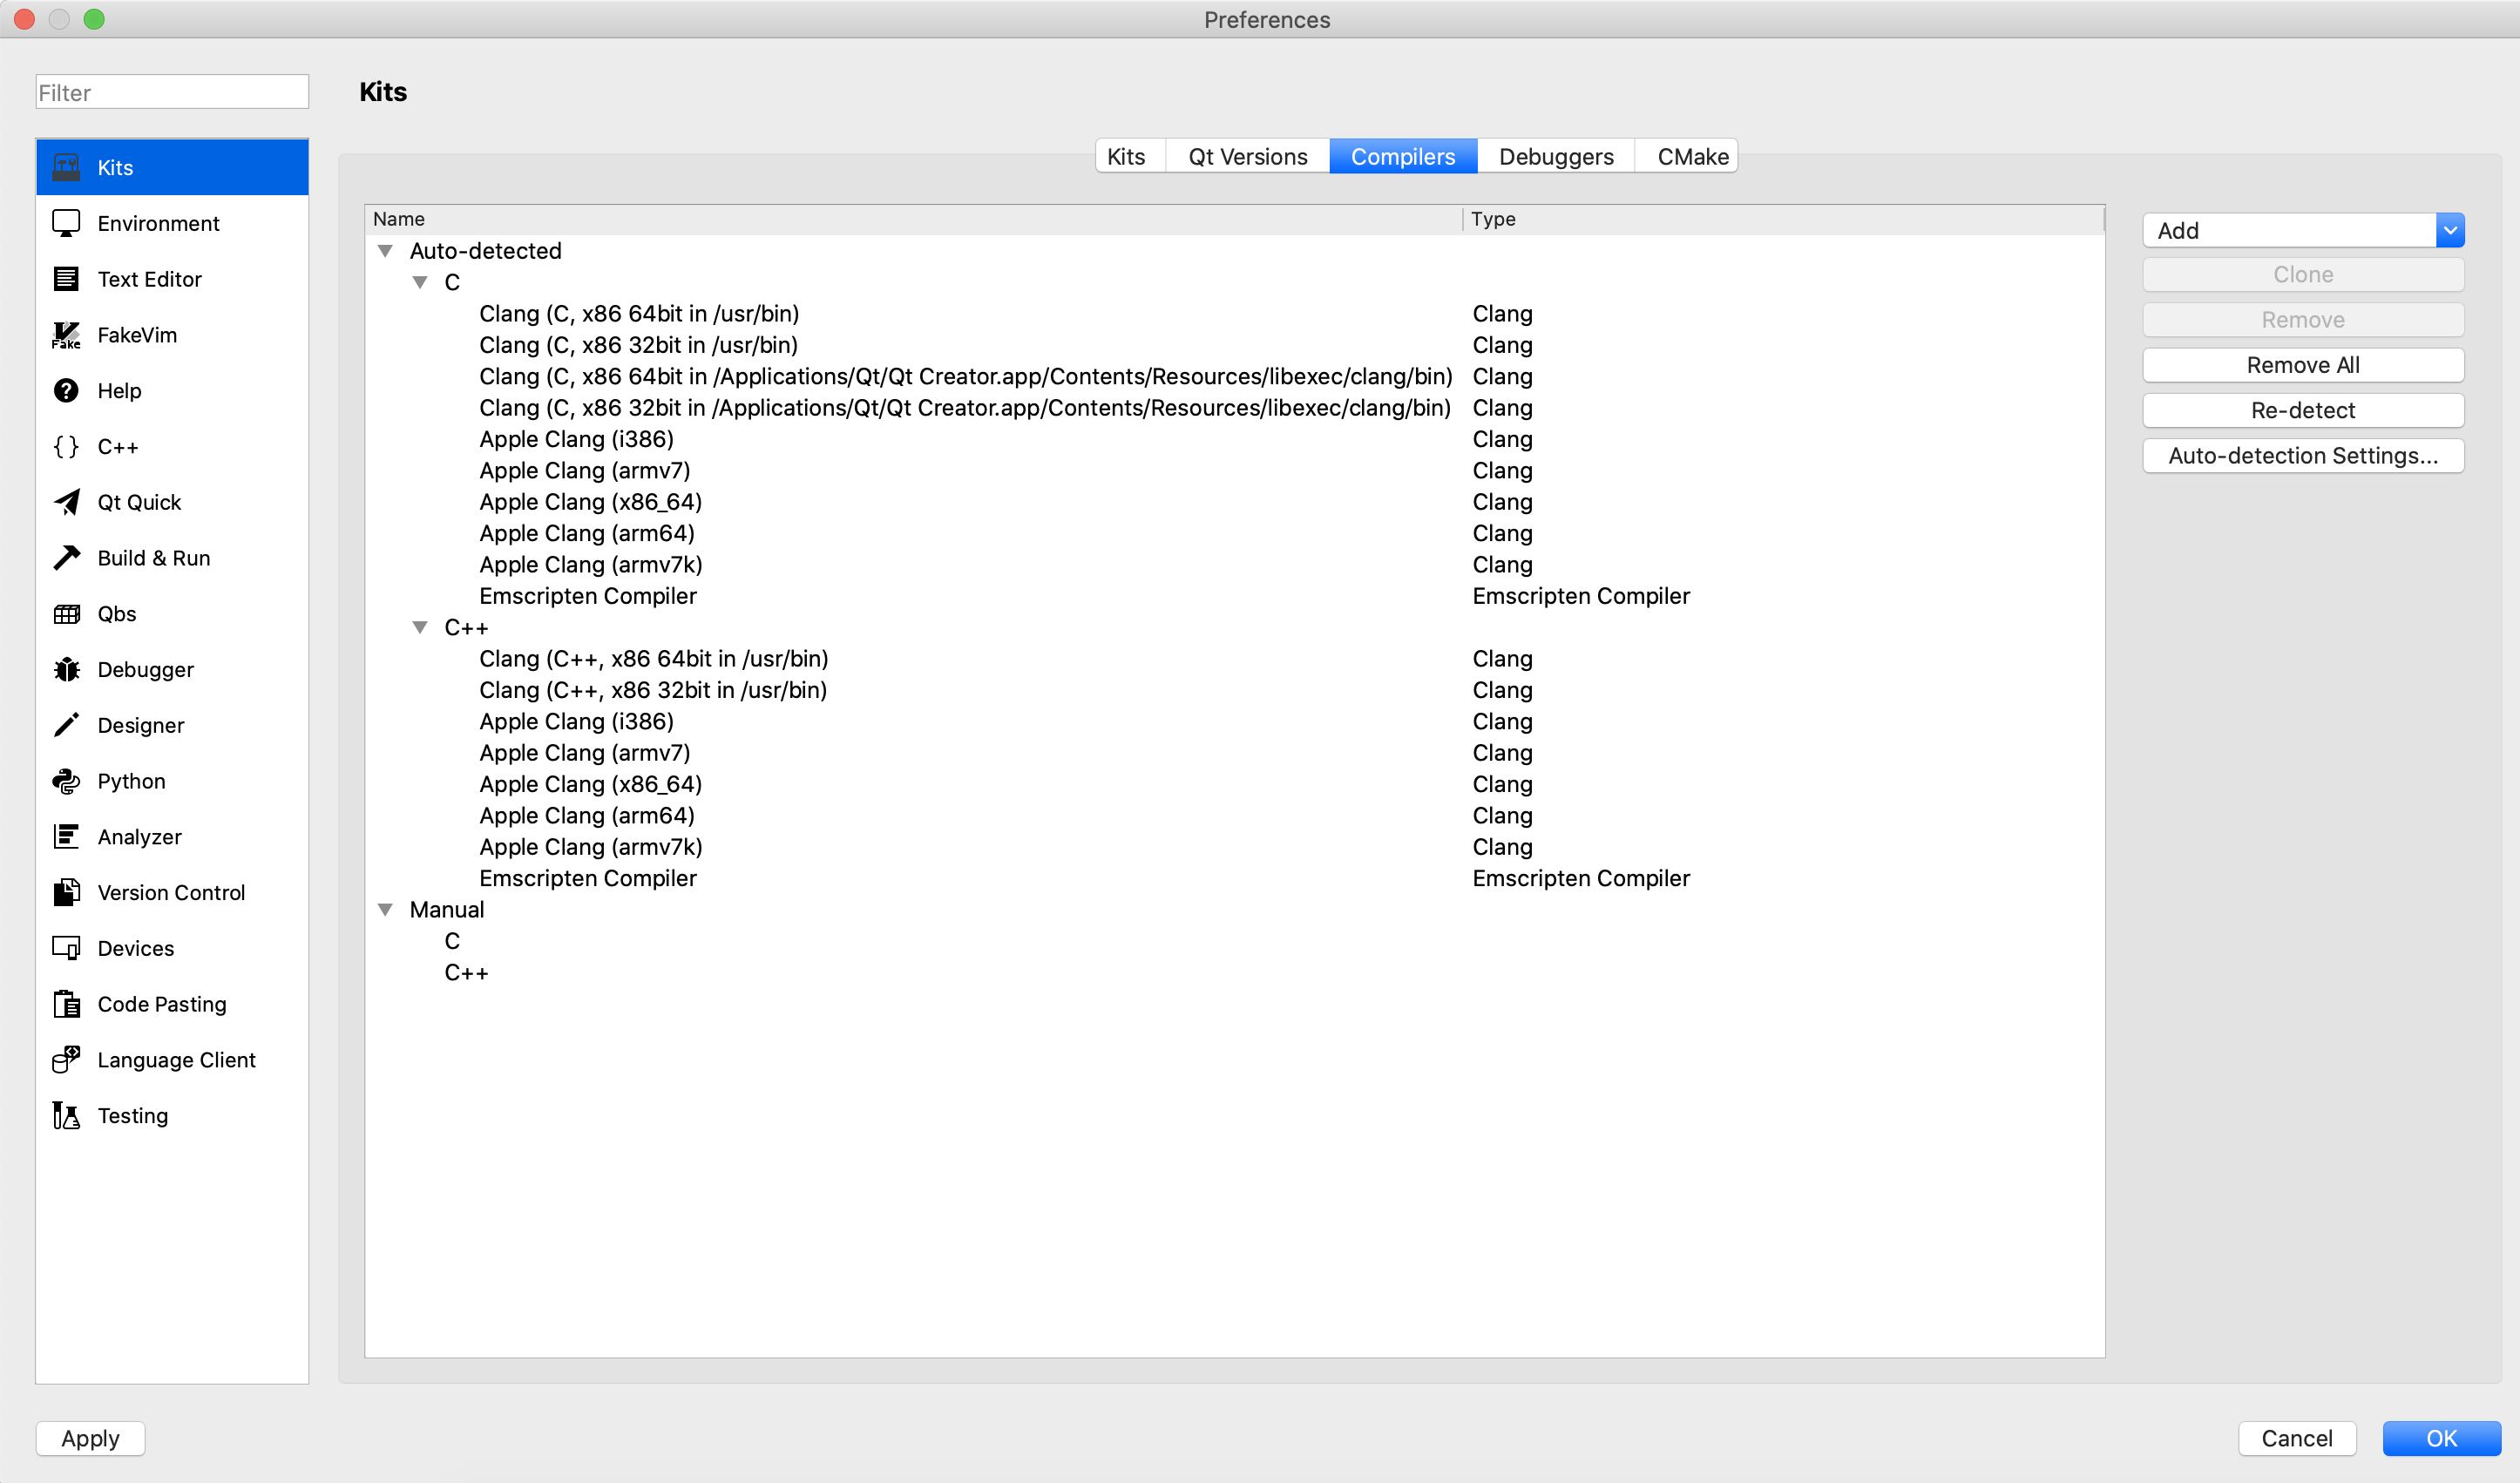 Preferences
Filter
Kits
Kits
Environment
Text Editor
Fake
FakeVim
Help
C++
Qt Quick
Build & Run
Qbs
Debugger
Designer
Python
Analyzer
Version Control
Devices
Code Pasting
Language Client
Testing
Kits Qt Versions Compilers Debuggers CMake
Name Type
Auto-detected
C
Clang (C, x86 64bit in /usr/bin) Clang
Clang (C, x86 32bit in /usr/bin) Clang
Clang (C, x86 64bit in /Applications/Qt/Qt Creator.app/Contents/Resources/libexec/clang/bin) Clang
Clang (C, x86 32bit in /Applications/Qt/Qt Creator.app/Contents/Resources/libexec/clang/bin) Clang
Apple Clang (i386) Clang
Apple Clang (armv7) Clang
Apple Clang (x86_64) Clang
Apple Clang (arm64) Clang
Apple Clang (armv7k) Clang
Emscripten Compiler Emscripten Compiler
C++
Clang (C++, x86 64bit in /usr/bin) Clang
Clang (C++, x86 32bit in /usr/bin) Clang
Apple Clang (i386) Clang
Apple Clang (armv7) Clang
Apple Clang (x86_64) Clang
Apple Clang (arm64) Clang
Apple Clang (armv7k) Clang
Emscripten Compiler Emscripten Compiler
Manual
C
C++
Add
Clone
Remove
Remove All
Re-detect
Auto-detection Settings...
Apply
Cancel
OK